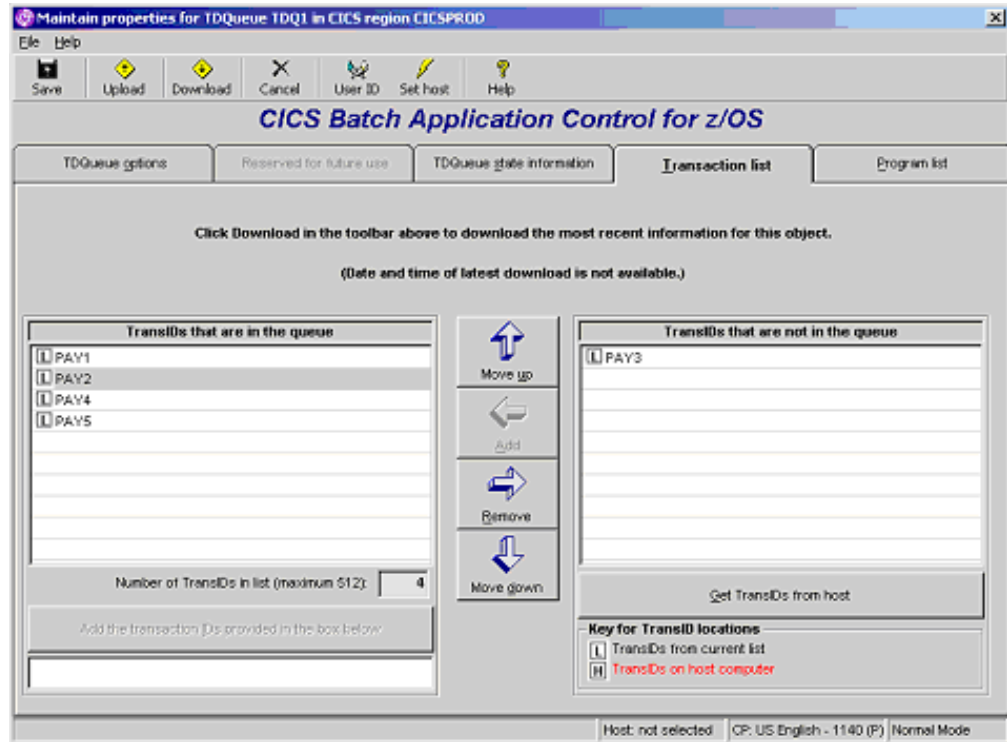 Maintain properties for TDQueue TDQ1 in CICS region CICSPROD
File Help
Save Upload Download Cancel User ID Set host Help
CICS Batch Application Control for z/OS
TDQueue options Reserved for future use TDQueue state information Transaction list Program list
Click Download in the toolbar above to download the most recent information for this object.
(Date and time of latest download is not available.)
TransIDs that are in the queue
L PAY1
L PAY2
L PAY4
L PAY5
Number of TransIDs in list (maximum 512): 4
Add the transaction IDs provided in the box below
Move up
Add
Remove
Move down
TransIDs that are not in the queue
L PAY3
Get TransIDs from host
Key for TransID locations
L TransIDs from current list
H TransIDs on host computer
Host: not selected CP: US English - 1140 (P) Normal Mode